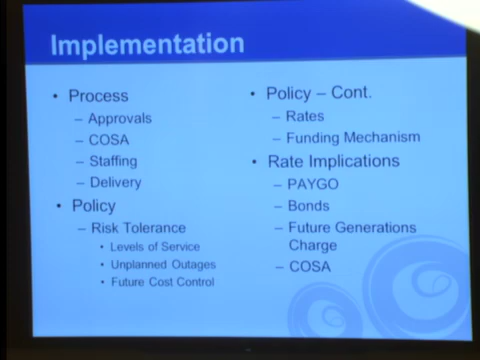 Implementation
• Process
– Approvals
– COSA
– Staffing
– Delivery
• Policy
– Risk Tolerance
• Levels of Service
• Unplanned Outages
• Future Cost Control
• Policy – Cont.
– Rates
– Funding Mechanism
• Rate Implications
– PAYGO
– Bonds
– Future Generations
Charge
– COSA